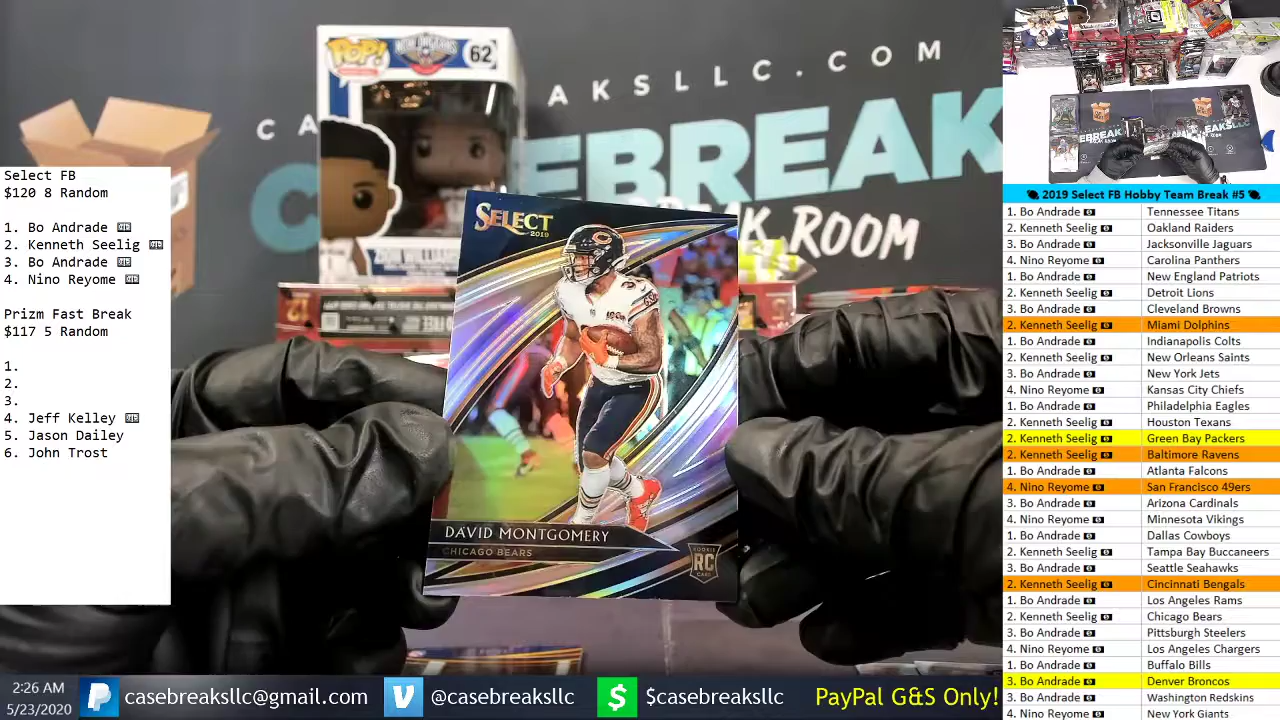 Select FB
$120 8 Random
1. Bo Andrade
2. Kenneth Seelig
3. Bo Andrade
4. Nino Reyome
Prizm Fast Break
$117 5 Random
1.
2.
3.
4. Jeff Kelley
5. Jason Dailey
6. John Trost
POP!
NEW ORLEANS
62
AKSLLC.COM
CA
C EBREAK
K ROOM
SELECT
2019
DAVID MONTGOMERY
CHICAGO BEARS
ROOKIE
RC
CARD
2019 Select FB Hobby Team Break #5
1. Bo Andrade Tennessee Titans
2. Kenneth Seelig Oakland Raiders
3. Bo Andrade Jacksonville Jaguars
4. Nino Reyome Carolina Panthers
1. Bo Andrade New England Patriots
2. Kenneth Seelig Detroit Lions
3. Bo Andrade Cleveland Browns
2. Kenneth Seelig Miami Dolphins
1. Bo Andrade Indianapolis Colts
2. Kenneth Seelig New Orleans Saints
3. Bo Andrade New York Jets
4. Nino Reyome Kansas City Chiefs
1. Bo Andrade Philadelphia Eagles
2. Kenneth Seelig Houston Texans
2. Kenneth Seelig Green Bay Packers
2. Kenneth Seelig Baltimore Ravens
1. Bo Andrade Atlanta Falcons
4. Nino Reyome San Francisco 49ers
3. Bo Andrade Arizona Cardinals
4. Nino Reyome Minnesota Vikings
1. Bo Andrade Dallas Cowboys
2. Kenneth Seelig Tampa Bay Buccaneers
3. Bo Andrade Seattle Seahawks
2. Kenneth Seelig Cincinnati Bengals
1. Bo Andrade Los Angeles Rams
2. Kenneth Seelig Chicago Bears
3. Bo Andrade Pittsburgh Steelers
4. Nino Reyome Los Angeles Chargers
1. Bo Andrade Buffalo Bills
3. Bo Andrade Denver Broncos
3. Bo Andrade Washington Redskins
4. Nino Reyome New York Giants
2:26 AM
5/23/2020
casebreaksllc@gmail.com
@casebreaksllc
$casebreaksllc
PayPal G&S Only!